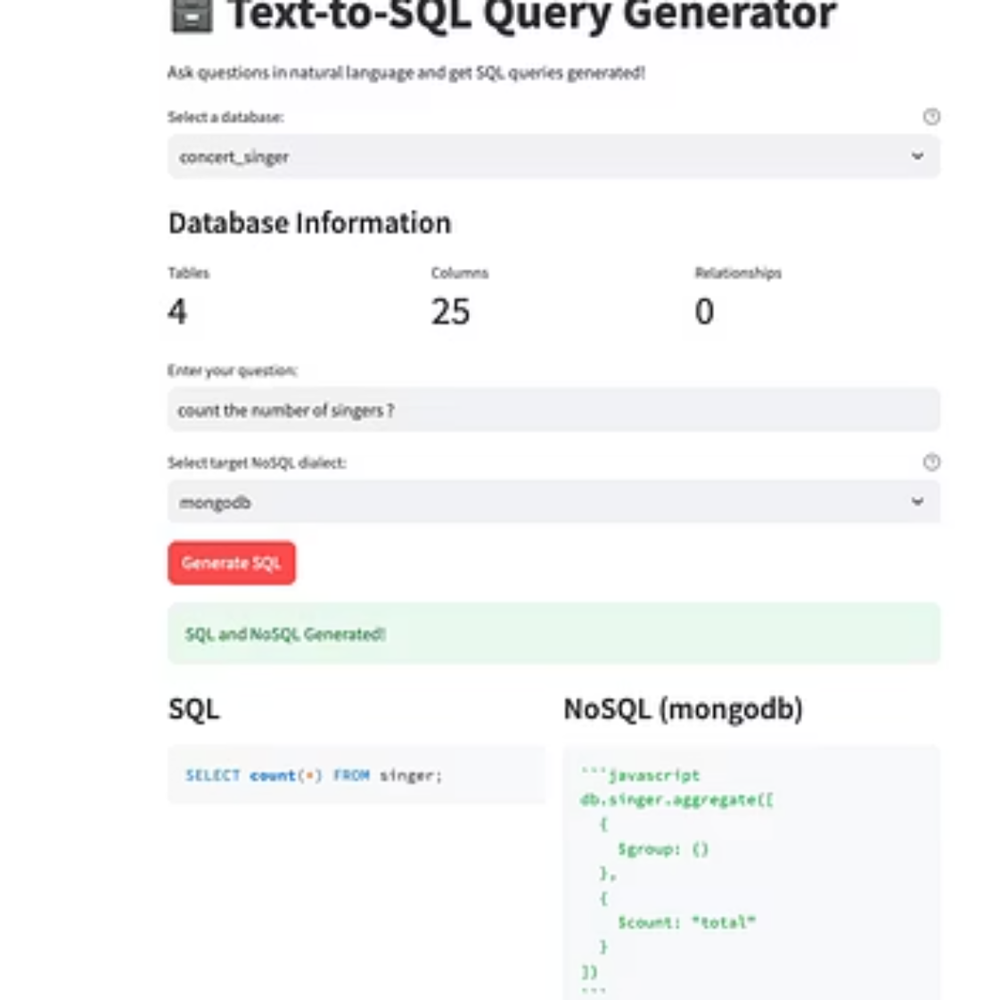 Text-to-SQL Query Generator
Ask questions in natural language and get SQL queries generated!
Select a database:
concert_singer
Database Information
Tables
Columns
Relationships
4
25
0
Enter your question:
count the number of singers ?
Select target NoSQL dialect:
mongodb
Generate SQL
SQL and NoSQL Generated!
SQL
NoSQL (mongodb)
SELECT count(*) FROM singer;
```javascript
db.singer.aggregate([
{
$group: {}
},
{
$count: "total"
}
])
```